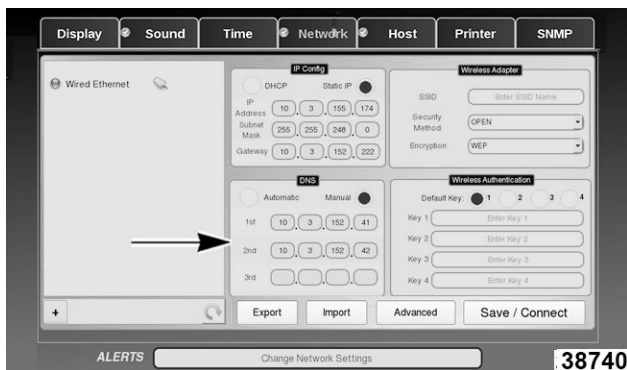 Display Sound Time Network Host Printer SNMP
Wired Ethernet
IP Config
DHCP Static IP
IP Address 10 . 3 . 155 . 174
Subnet Mask 255 . 255 . 248 . 0
Gateway 10 . 3 . 152 . 222
Wireless Adapter
SSID Enter SSID Name
Security Method OPEN
Encryption WEP
DNS
Automatic Manual
1st 10 . 3 . 152 . 41
2nd 10 . 3 . 152 . 42
3rd . . .
Wireless Authentication
Default Key: 1 2 3 4
Key 1 Enter Key 1
Key 2 Enter Key 2
Key 3 Enter Key 3
Key 4 Enter Key 4
+ Export Import Advanced Save / Connect
ALERTS Change Network Settings
38740